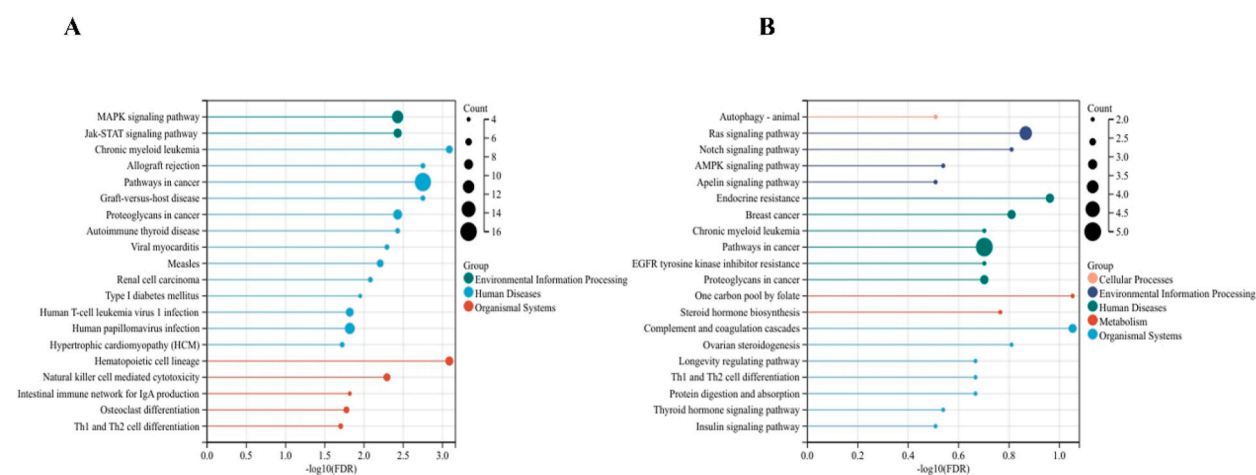 A
MAPK signaling pathway
Jak-STAT signaling pathway
Chronic myeloid leukemia
Allograft rejection
Pathways in cancer
Graft-versus-host disease
Proteoglycans in cancer
Autoimmune thyroid disease
Viral myocarditis
Measles
Renal cell carcinoma
Type I diabetes mellitus
Human T-cell leukemia virus 1 infection
Human papillomavirus infection
Hypertrophic cardiomyopathy (HCM)
Hematopoietic cell lineage
Natural killer cell mediated cytotoxicity
Intestinal immune network for IgA production
Osteoclast differentiation
Th1 and Th2 cell differentiation
0.0 0.5 1.0 1.5 2.0 2.5 3.0
-log10(FDR)
Count
4
6
8
10
12
14
16
Group
Environmental Information Processing
Human Diseases
Organismal Systems
B
Autophagy - animal
Ras signaling pathway
Notch signaling pathway
AMPK signaling pathway
Apelin signaling pathway
Endocrine resistance
Breast cancer
Chronic myeloid leukemia
Pathways in cancer
EGFR tyrosine kinase inhibitor resistance
Proteoglycans in cancer
One carbon pool by folate
Steroid hormone biosynthesis
Complement and coagulation cascades
Ovarian steroidogenesis
Longevity regulating pathway
Th1 and Th2 cell differentiation
Protein digestion and absorption
Thyroid hormone signaling pathway
Insulin signaling pathway
0.0 0.2 0.4 0.6 0.8 1.0
-log10(FDR)
Count
2.0
2.5
3.0
3.5
4.0
4.5
5.0
Group
Cellular Processes
Environmental Information Processing
Human Diseases
Metabolism
Organismal Systems